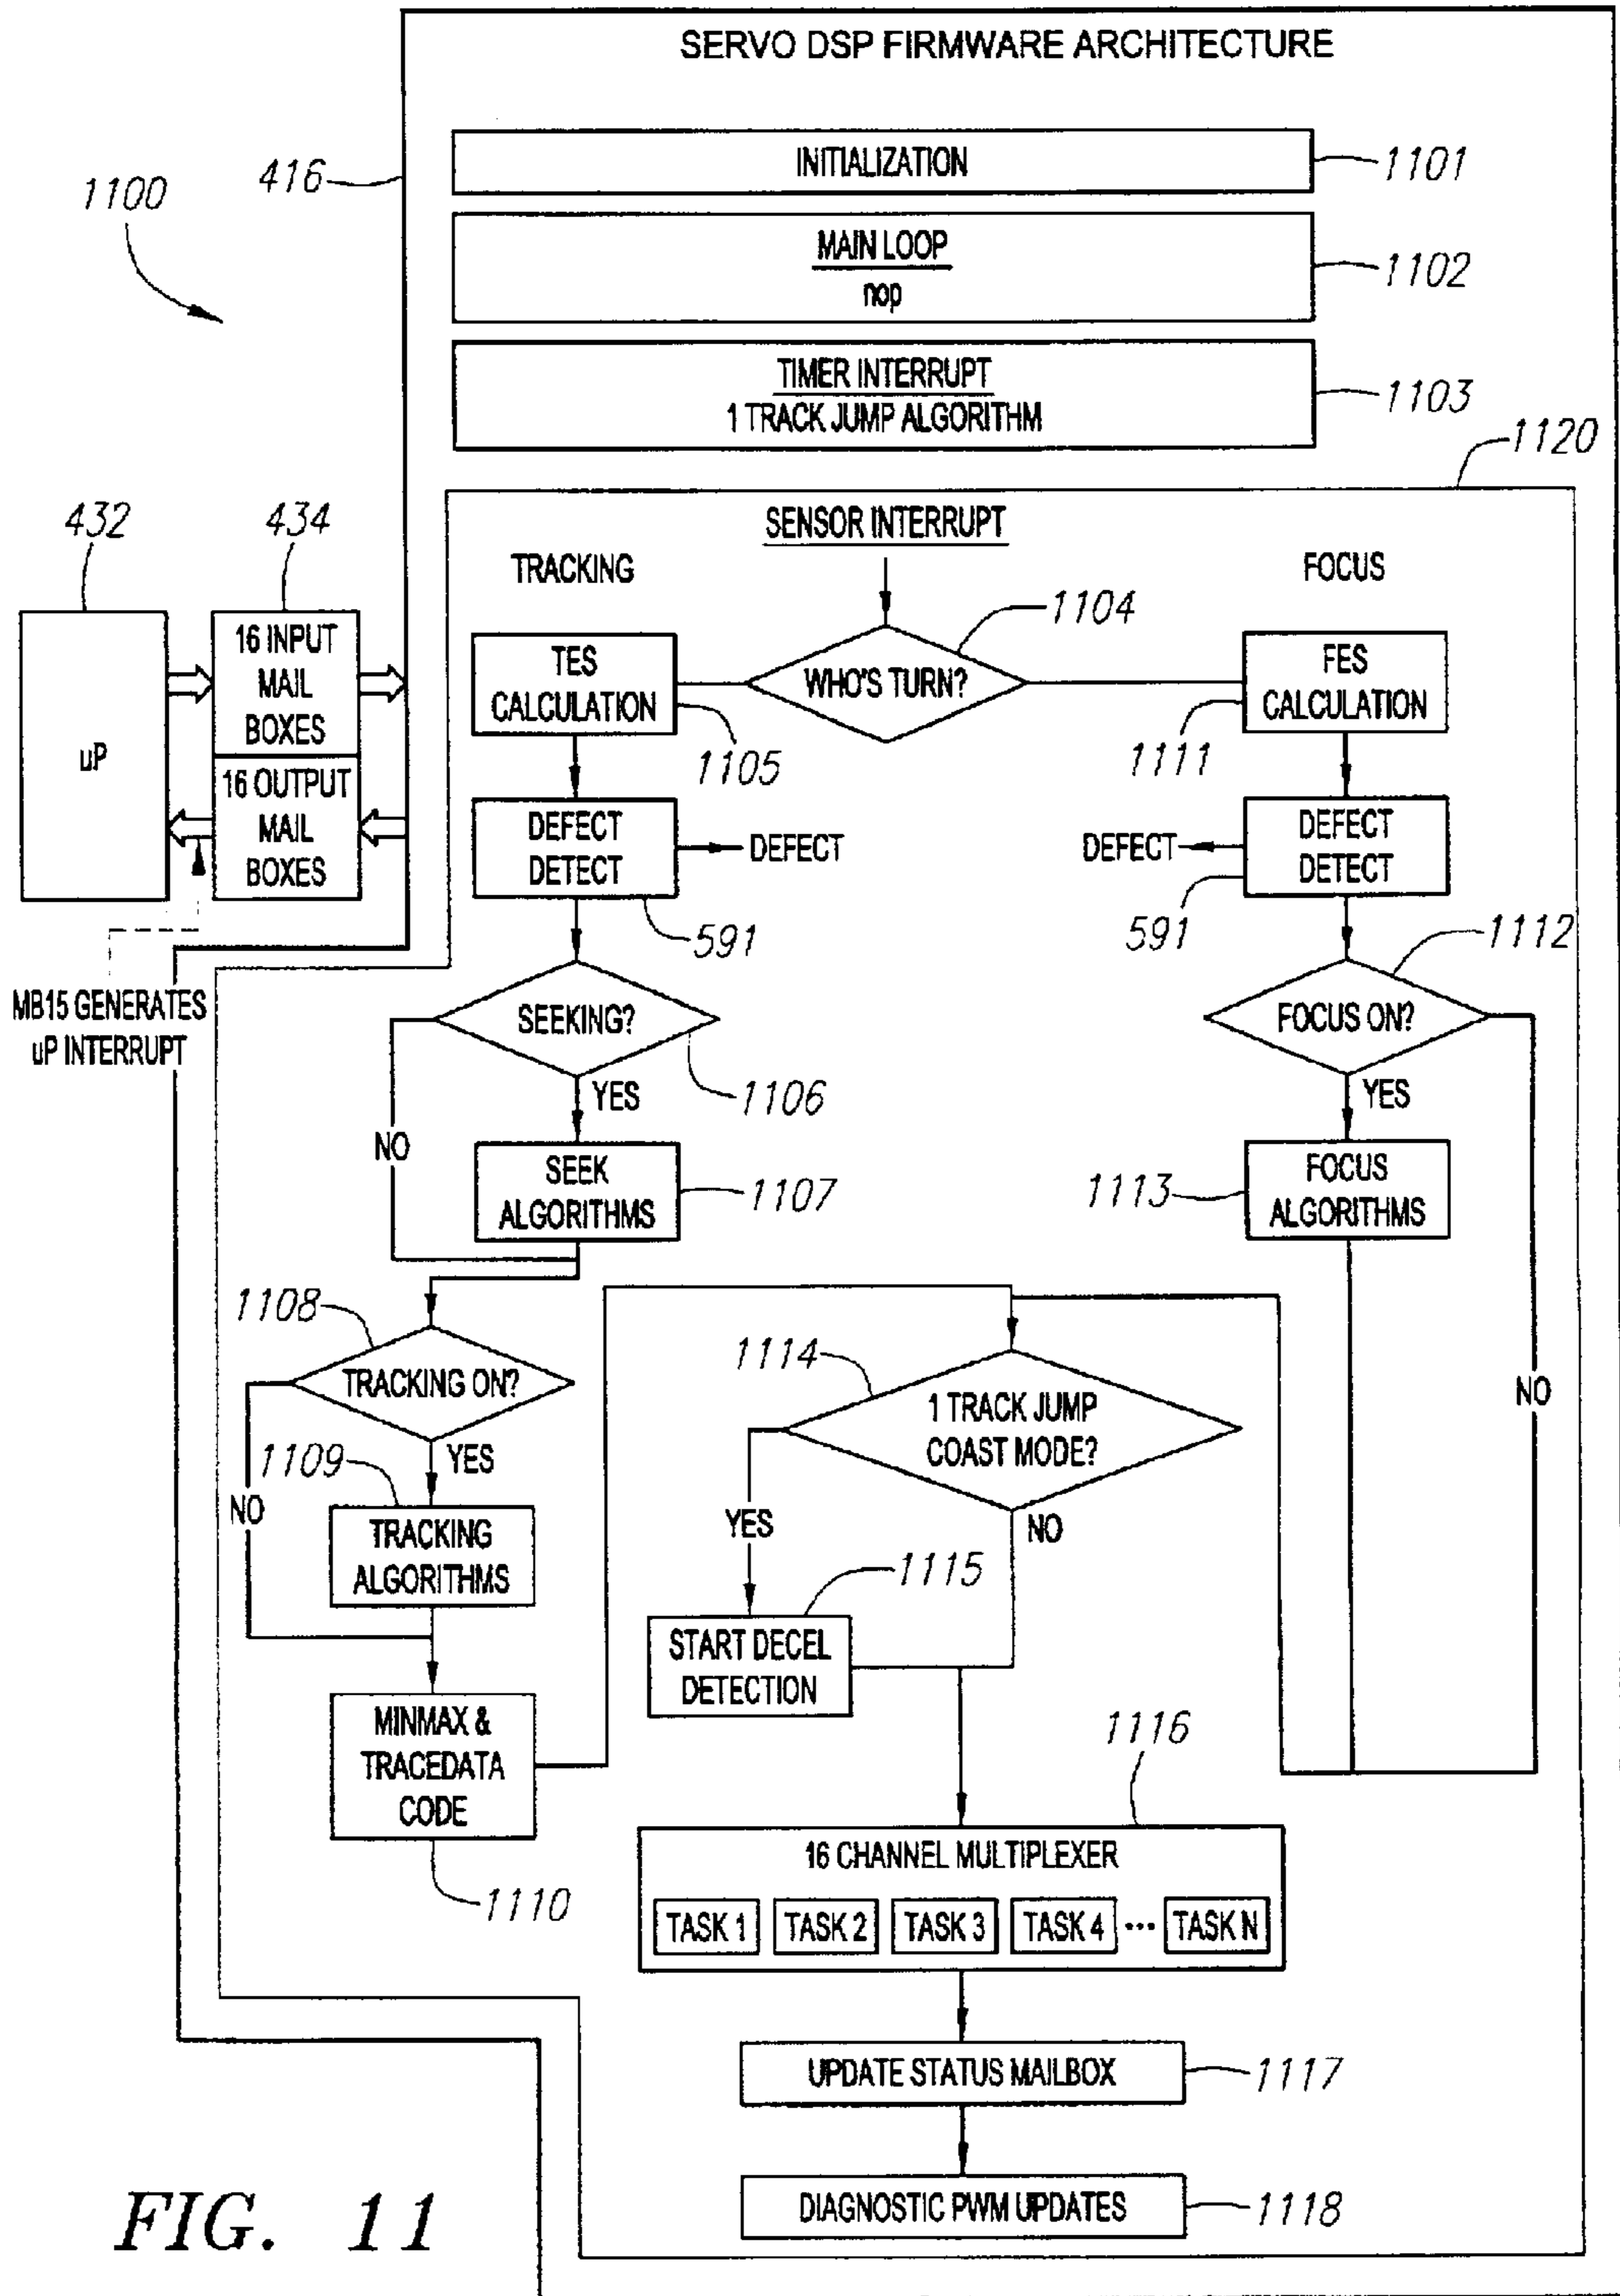 SERVO DSP FIRMWARE ARCHITECTURE
INITIALIZATION
1101
416
1100
MAIN LOOP
nop
1102
TIMER INTERRUPT
1 TRACK JUMP ALGORITHM
1103
1120
432
434
SENSOR INTERRUPT
TRACKING
FOCUS
1104
uP
16 INPUT
MAIL
BOXES
16 OUTPUT
MAIL
BOXES
MB15 GENERATES
uP INTERRUPT
TES
CALCULATION
1105
WHO'S TURN?
FES
CALCULATION
1111
DEFECT
DETECT
DEFECT
591
DEFECT
DEFECT
DETECT
591
1112
SEEKING?
1106
YES
NO
FOCUS ON?
YES
NO
SEEK
ALGORITHMS
1107
FOCUS
ALGORITHMS
1113
1108
TRACKING ON?
YES
NO
1109
TRACKING
ALGORITHMS
1114
1 TRACK JUMP
COAST MODE?
YES
NO
1115
START DECEL
DETECTION
MINMAX &
TRACEDATA
CODE
1110
1116
16 CHANNEL MULTIPLEXER
TASK 1 TASK 2 TASK 3 TASK 4 ... TASK N
UPDATE STATUS MAILBOX
1117
DIAGNOSTIC PWM UPDATES
1118
FIG. 11